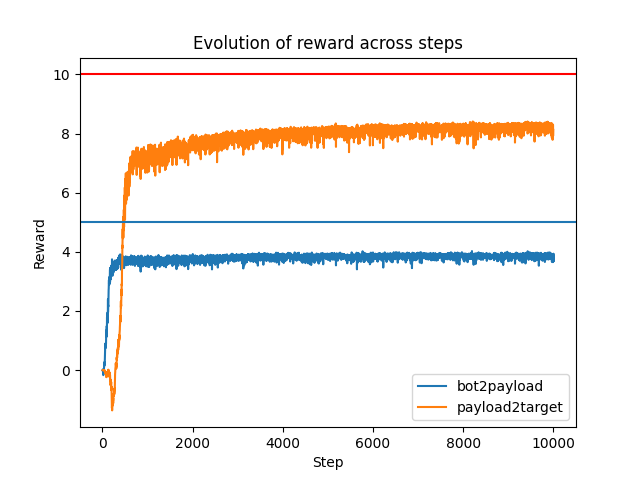 Evolution of reward across steps
Reward
10
8
6
4
2
0
0 2000 4000 6000 8000 10000
Step
bot2payload
payload2target